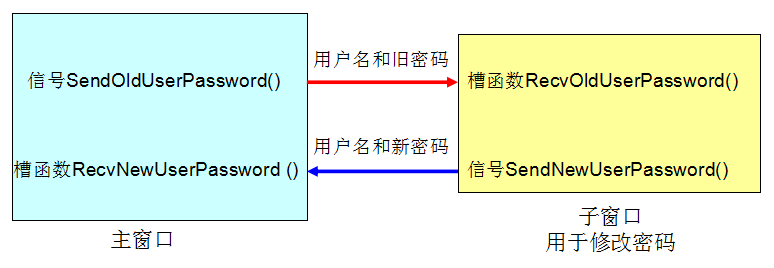 用户名和旧密码
信号SendOldUserPassword()
槽函数RecvOldUserPassword()
用户名和新密码
槽函数RecvNewUserPassword ()
信号SendNewUserPassword()
主窗口
子窗口
用于修改密码